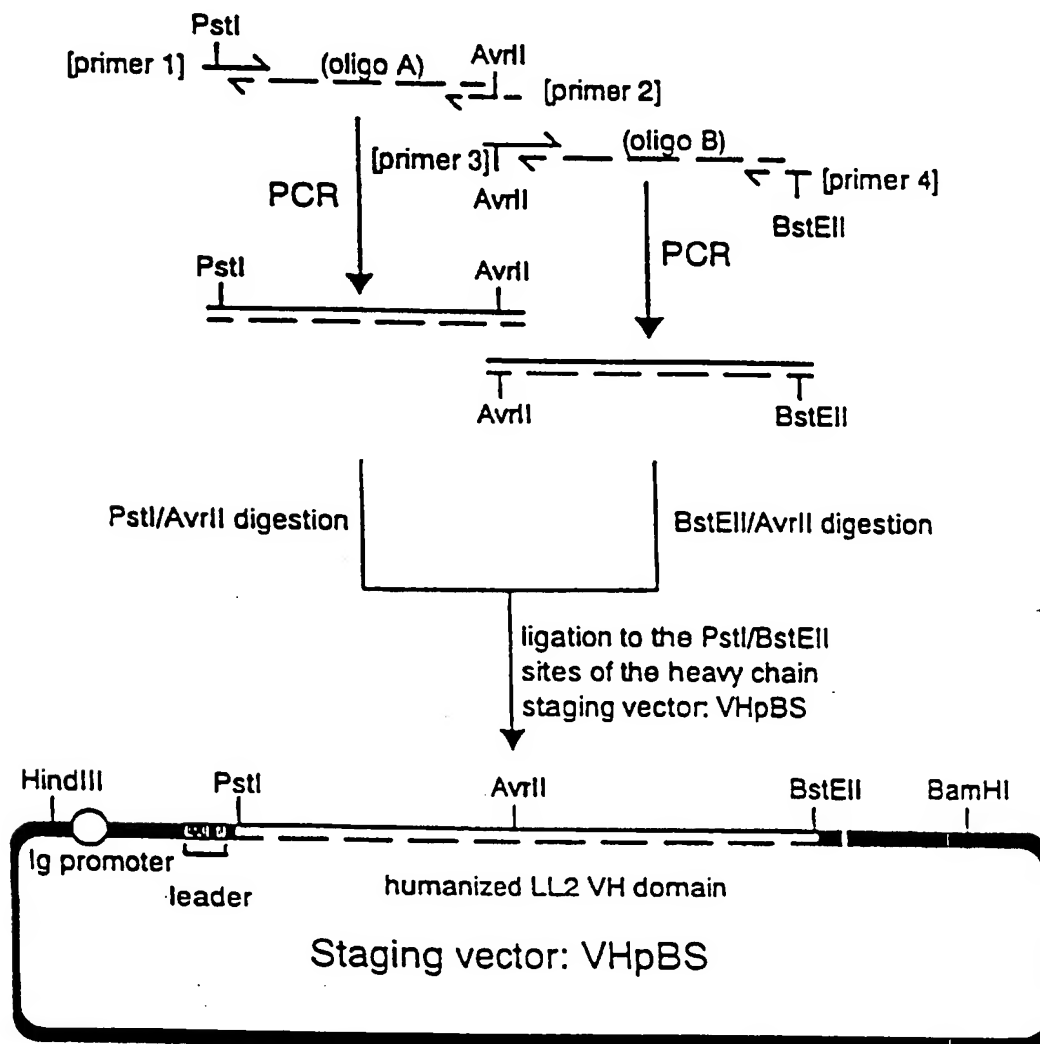 PstI
[primer 1]
(oligo A)
AvrII
[primer 2]
[primer 3]
(oligo B)
[primer 4]
AvrII
BstEII
PCR
PCR
PstI
AvrII
AvrII
BstEII
PstI/AvrII digestion
BstEII/AvrII digestion
ligation to the PstI/BstEII
sites of the heavy chain
staging vector: VHpBS
HindIII
PstI
AvrII
BstEII
BamHI
Ig promoter
leader
humanized LL2 VH domain
Staging vector: VHpBS